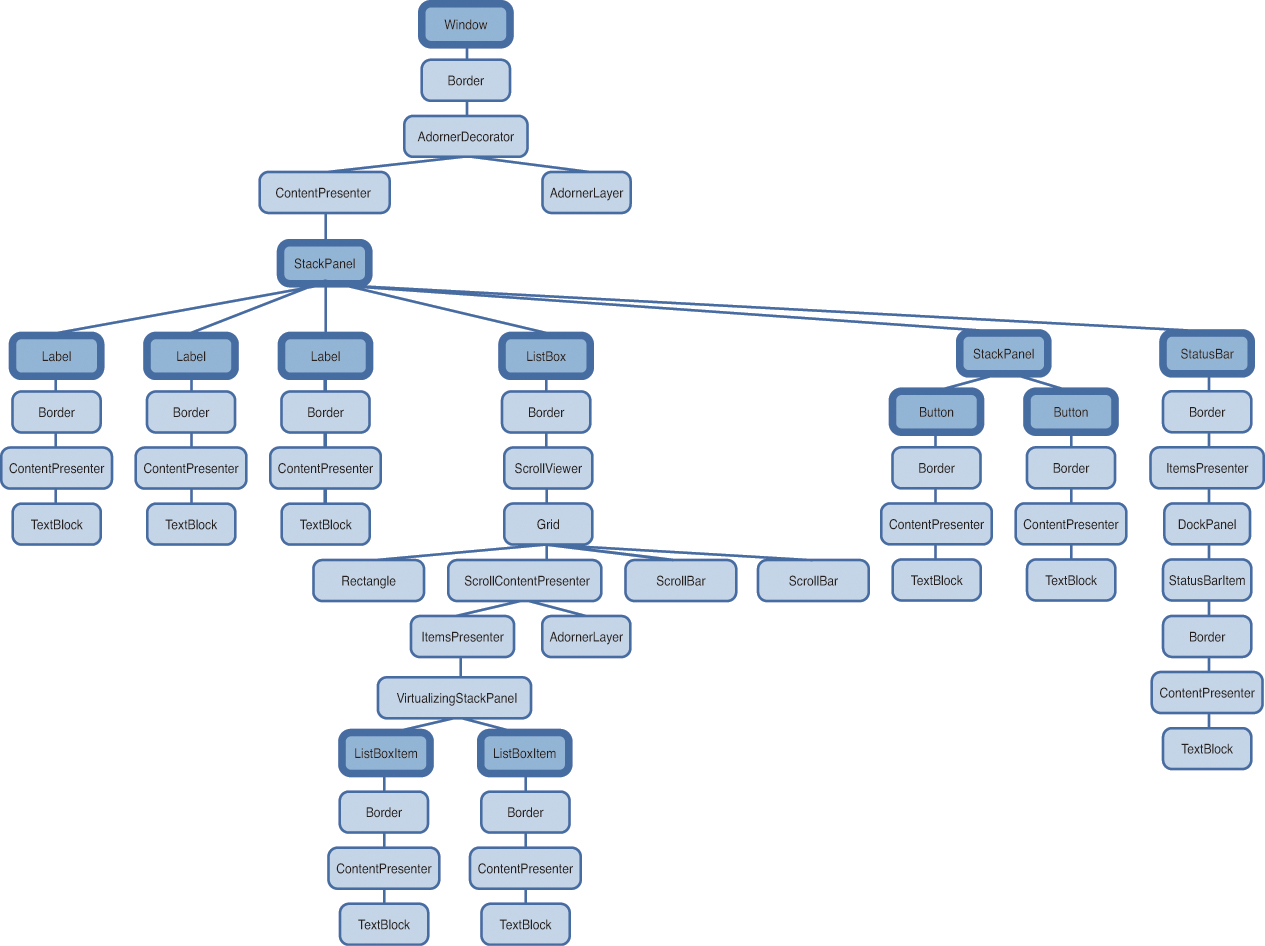 Window
Border
AdornerDecorator
ContentPresenter AdornerLayer
StackPanel
Label Label Label ListBox StackPanel StatusBar
Border Border Border Border Button Button Border
ContentPresenter ContentPresenter ContentPresenter ScrollViewer Border Border ItemsPresenter
TextBlock TextBlock TextBlock Grid ContentPresenter ContentPresenter DockPanel
Rectangle ScrollContentPresenter ScrollBar ScrollBar TextBlock TextBlock StatusBarItem
ItemsPresenter AdornerLayer Border
VirtualizingStackPanel ContentPresenter
ListBoxItem ListBoxItem TextBlock
Border Border
ContentPresenter ContentPresenter
TextBlock TextBlock